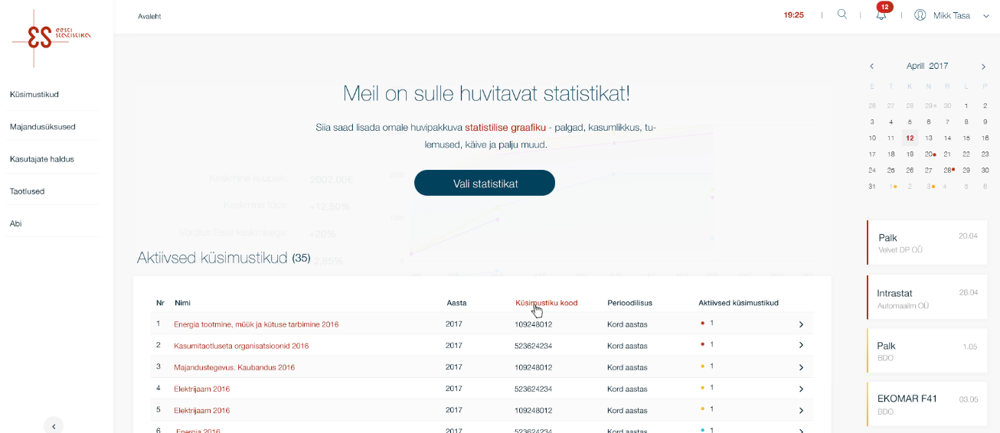 eesti
statistika
Avaleht
19:25
12
Mikk Tasa
Küsimustikud
Majandusüksused
Kasutajate haldus
Taotlused
Abi
Meil on sulle huvitavat statistikat!
Siia saad lisada omale huvipakkuva statistilise graafiku - palgad, kasumlikkus, tu-
lemused, käive ja palju muud.
Vali statistikat
Keskmine kuupalk: 2002,00€
Keskmine tõus: +12,50%
Võrdlus Eesti keskmisega: +20%
-2,85%
Aktiivsed küsimustikud (35)
Nr Nimi Aasta Küsimustiku kood Perioodilisus Aktiivsed küsimustikud
1 Energia tootmine, müük ja kütuse tarbimine 2016 2017 109248012 Kord aastas 1
2 Kasumitaotluseta organisatsioonid 2016 2017 523624234 Kord aastas 1
3 Majandustegevus. Kaubandus 2016 2017 109248012 Kord aastas 1
4 Elektrijaam 2016 2017 523624234 Kord aastas 1
5 Elektrijaam 2016 2017 109248012 Kord aastas 1
6 Energia 2016 2017 523624234 Kord aastas 1
Aprill 2017
E T K N R L P
26 27 28 29 30 1 2
3 4 5 6 7 8 9
10 11 12 13 14 15 16
17 18 19 20 21 22 23
24 25 26 27 28 29 30
31 1 2 3 4 5 6
Palk 20.04
Velvet DP OÜ
Intrastat 28.04
Automaailm OÜ
Palk 1.05
BDO
EKOMAR F41 03.05
BDO